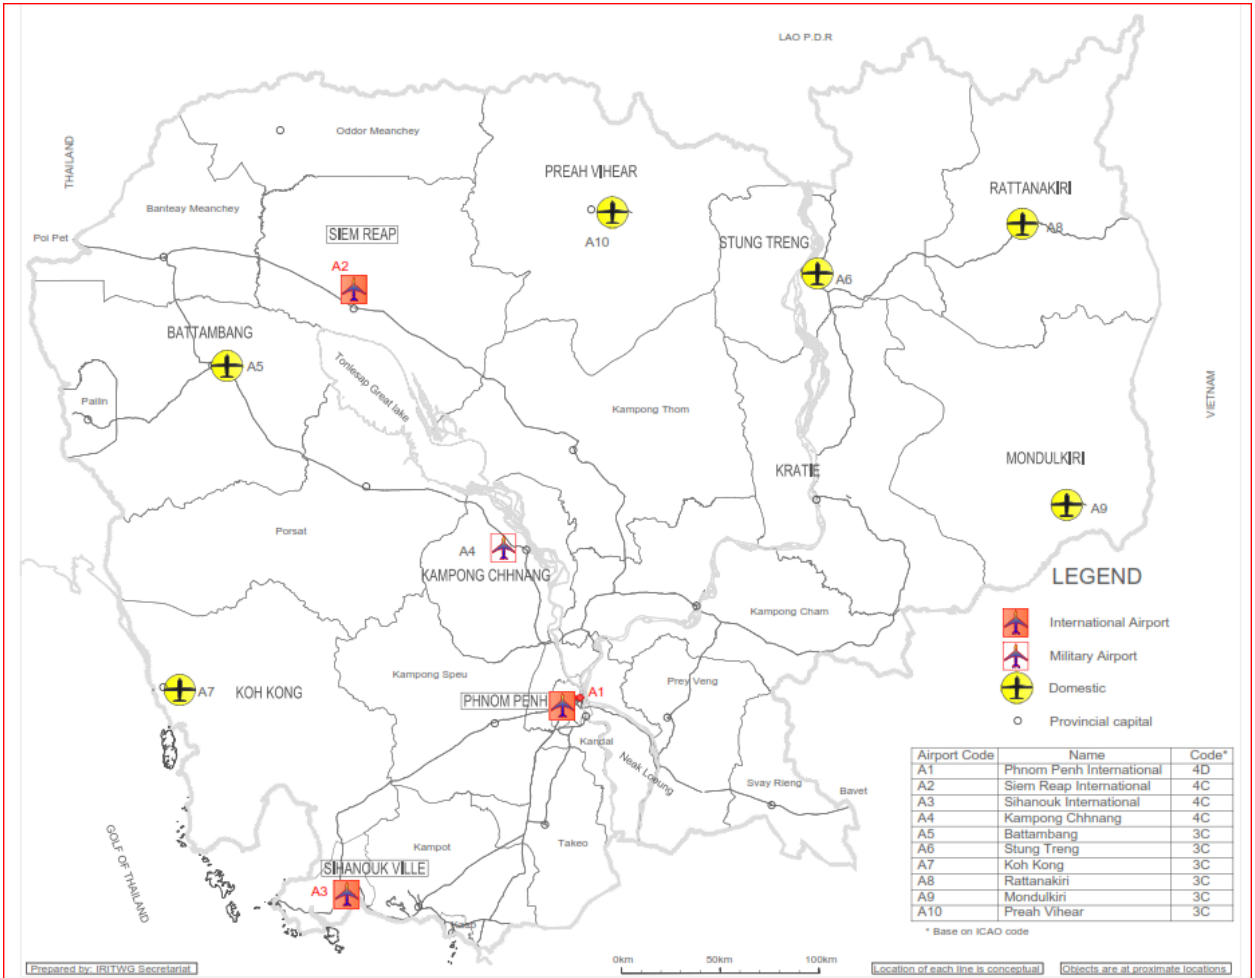 LAO P.D.R
THAILAND
Oddor Meanchey
PREAH VIHEAR
RATTANAKIRI
Banteay Meanchey
Poi Pet
SIEM REAP
A10
STUNG TRENG
A8
A2
A6
BATTAMBANG
A5
Tonlesap Great lake
Pailin
Kampong Thom
VIETNAM
KRATIE
MONDULKIRI
A9
Porsat
A4
KAMPONG CHHNANG
Kampong Cham
Kampong Speu
Prey Veng
A7
KOH KONG
PHNOM PENH
A1
Kandal
Neak Loeung
Svay Rieng
Bavet
GOLF OF THAILAND
Kampot
Takeo
SIHANOUK VILLE
A3
Kep
LEGEND
International Airport
Military Airport
Domestic
Provincial capital
Airport Code Name Code*
A1 Phnom Penh International 4D
A2 Siem Reap International 4C
A3 Sihanouk International 4C
A4 Kampong Chhnang 4C
A5 Battambang 3C
A6 Stung Treng 3C
A7 Koh Kong 3C
A8 Rattanakiri 3C
A9 Mondulkiri 3C
A10 Preah Vihear 3C
* Base on ICAO code
0km 50km 100km
Prepared by: IRITWG Secretariat
Location of each line is conceptual
Objects are at proximate locations